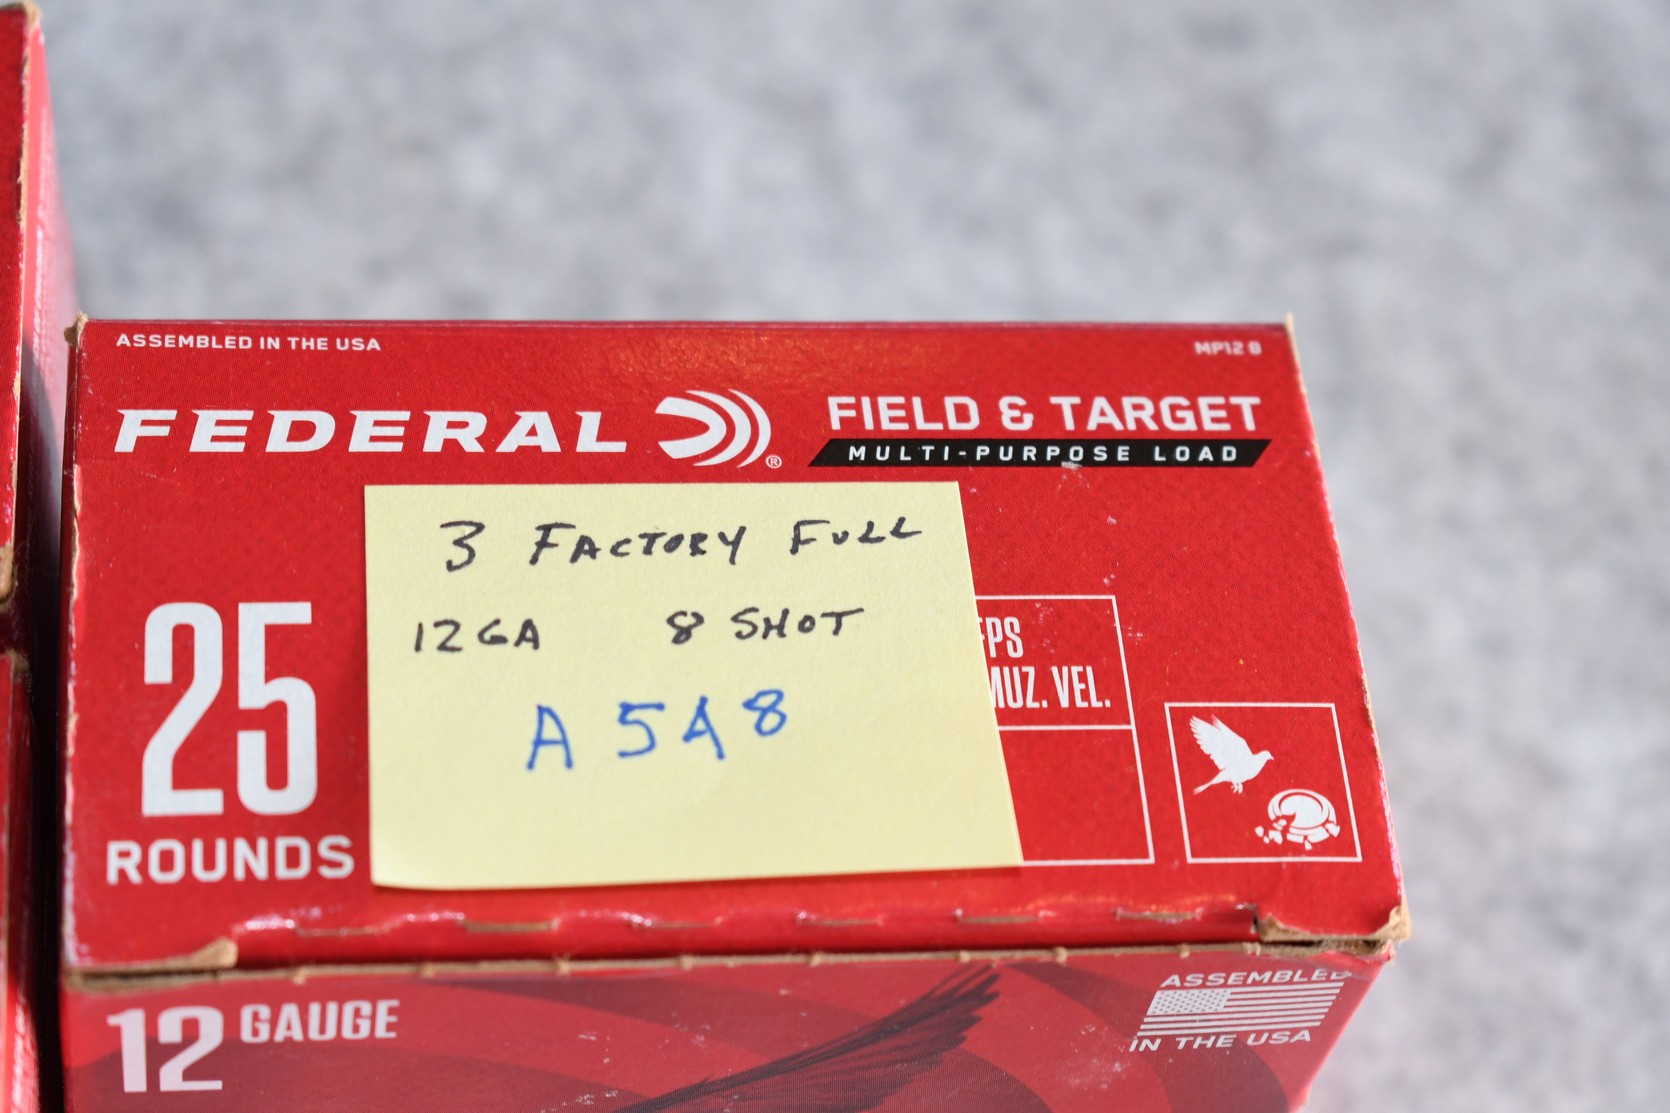 ASSEMBLED IN THE USA
MP12 8
FEDERAL ®
FIELD & TARGET
MULTI-PURPOSE LOAD
3 FACTORY FULL
12GA 8 SHOT
A 548
25
ROUNDS
FPS
MUZ. VEL.
12 GAUGE
ASSEMBLED
IN THE USA